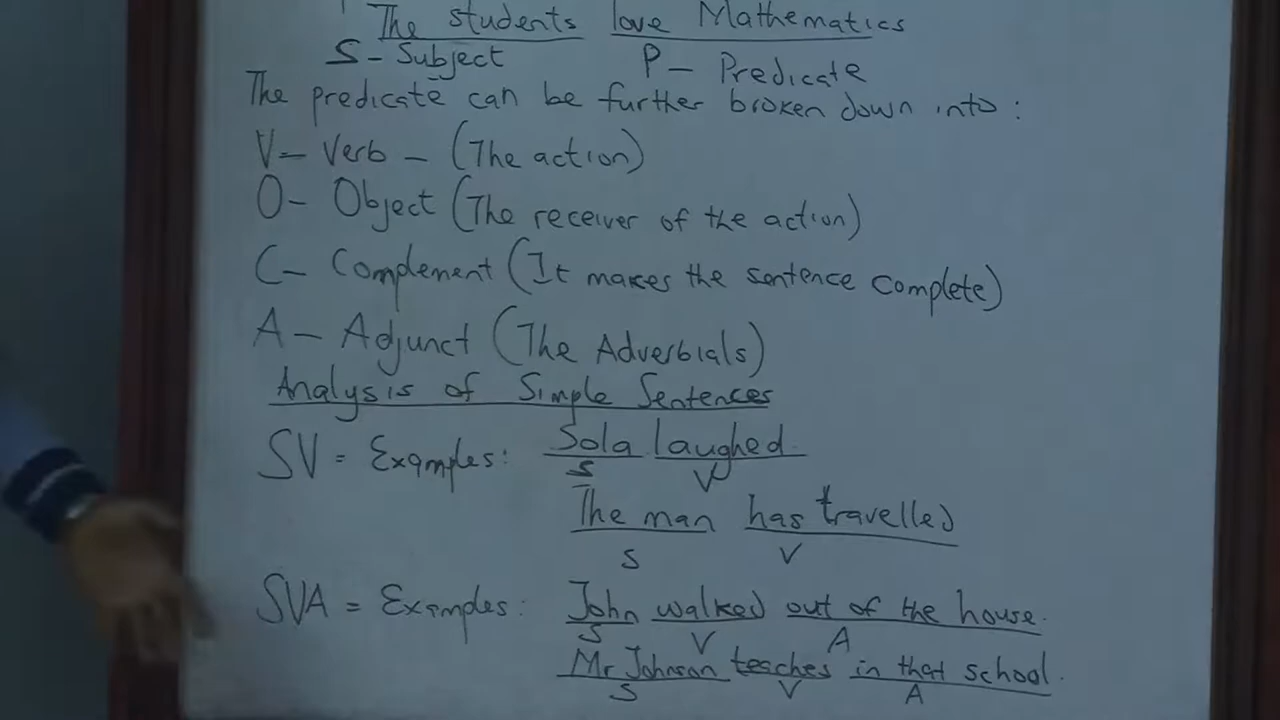 The students love Mathematics
S - Subject P - Predicate
The predicate can be further broken down into :
V - Verb - (The action)
O - Object (The receiver of the action)
C - Complement (It makes the sentence complete)
A - Adjunct (The Adverbials)
Analysis of Simple Sentences
SV = Examples: Sola laughed
S V
The man has travelled
S V
SVA = Examples: John walked out of the house.
S V A
Mr Johnson teaches in that school.
S V A